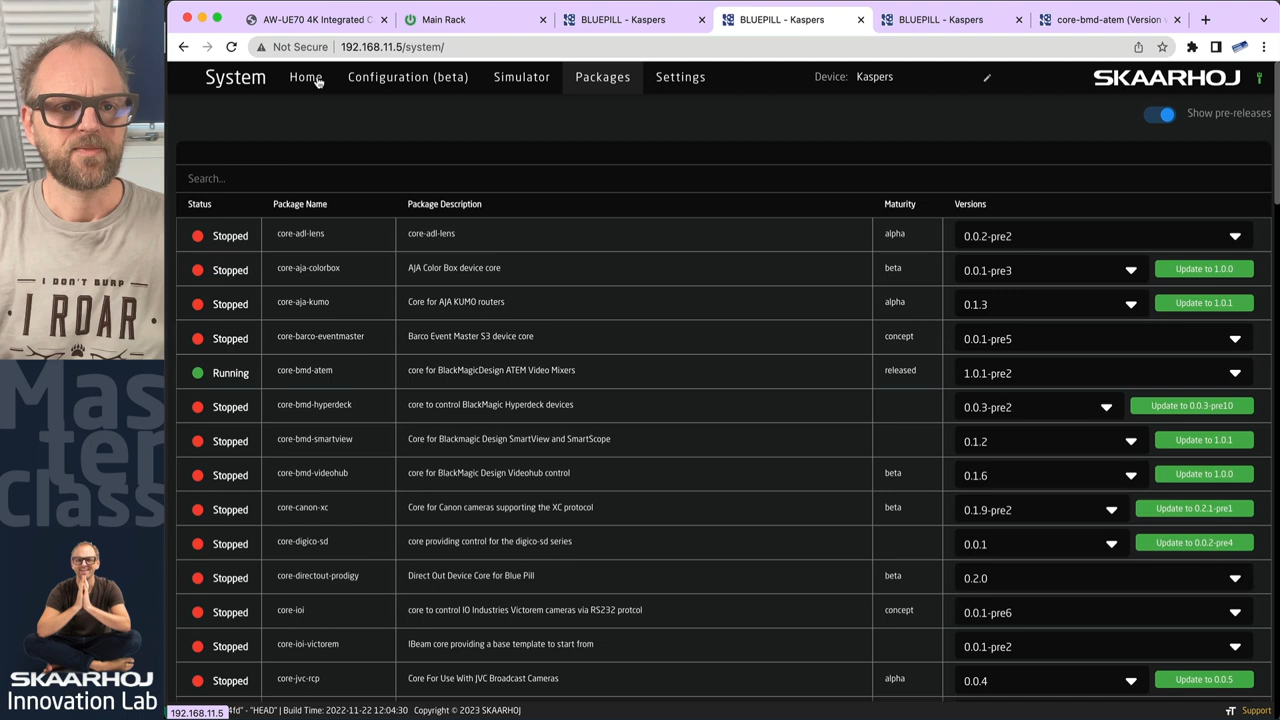 AW-UE70 4K Integrated C
Main Rack
BLUEPILL - Kaspers
BLUEPILL - Kaspers
BLUEPILL - Kaspers
core-bmd-atem (Version
Not Secure 192.168.11.5/system/
System Home Configuration (beta) Simulator Packages Settings Device: Kaspers SKAARHOJ
Show pre-releases
Search...
Status Package Name Package Description Maturity Versions
Stopped core-adl-lens core-adl-lens alpha 0.0.2-pre2
Stopped core-aja-colorbox AJA Color Box device core beta 0.0.1-pre3 Update to 1.0.0
Stopped core-aja-kumo Core for AJA KUMO routers alpha 0.1.3 Update to 1.0.1
Stopped core-barco-eventmaster Barco Event Master S3 device core concept 0.0.1-pre5
Running core-bmd-atem core for BlackMagicDesign ATEM Video Mixers released 1.0.1-pre2
Stopped core-bmd-hyperdeck core to control BlackMagic Hyperdeck devices 0.0.3-pre2 Update to 0.0.3-pre10
Stopped core-bmd-smartview Core for Blackmagic Design SmartView and SmartScope 0.1.2 Update to 1.0.1
Stopped core-bmd-videohub core for BlackMagic Design Videohub control beta 0.1.6 Update to 1.0.0
Stopped core-canon-xc Core for Canon cameras supporting the XC protocol beta 0.1.9-pre2 Update to 0.2.1-pre1
Stopped core-digico-sd core providing control for the digico-sd series 0.0.1 Update to 0.0.2-pre4
Stopped core-directout-prodigy Direct Out Device Core for Blue Pill beta 0.2.0
Stopped core-ioi core to control IO Industries Victorem cameras via RS232 protcol concept 0.0.1-pre6
Stopped core-ioi-victorem IBeam core providing a base template to start from 0.0.1-pre2
Stopped core-jvc-rcp Core For Use With JVC Broadcast Cameras alpha 0.0.4 Update to 0.0.5
192.168.11.5
4fd" - "HEAD" | Build Time: 2022-11-22 12:04:30 Copyright © 2023 SKAARHOJ
Support
I DON'T BURP
I ROAR
Mas
ter
Class
SKAARHOJ
Innovation Lab